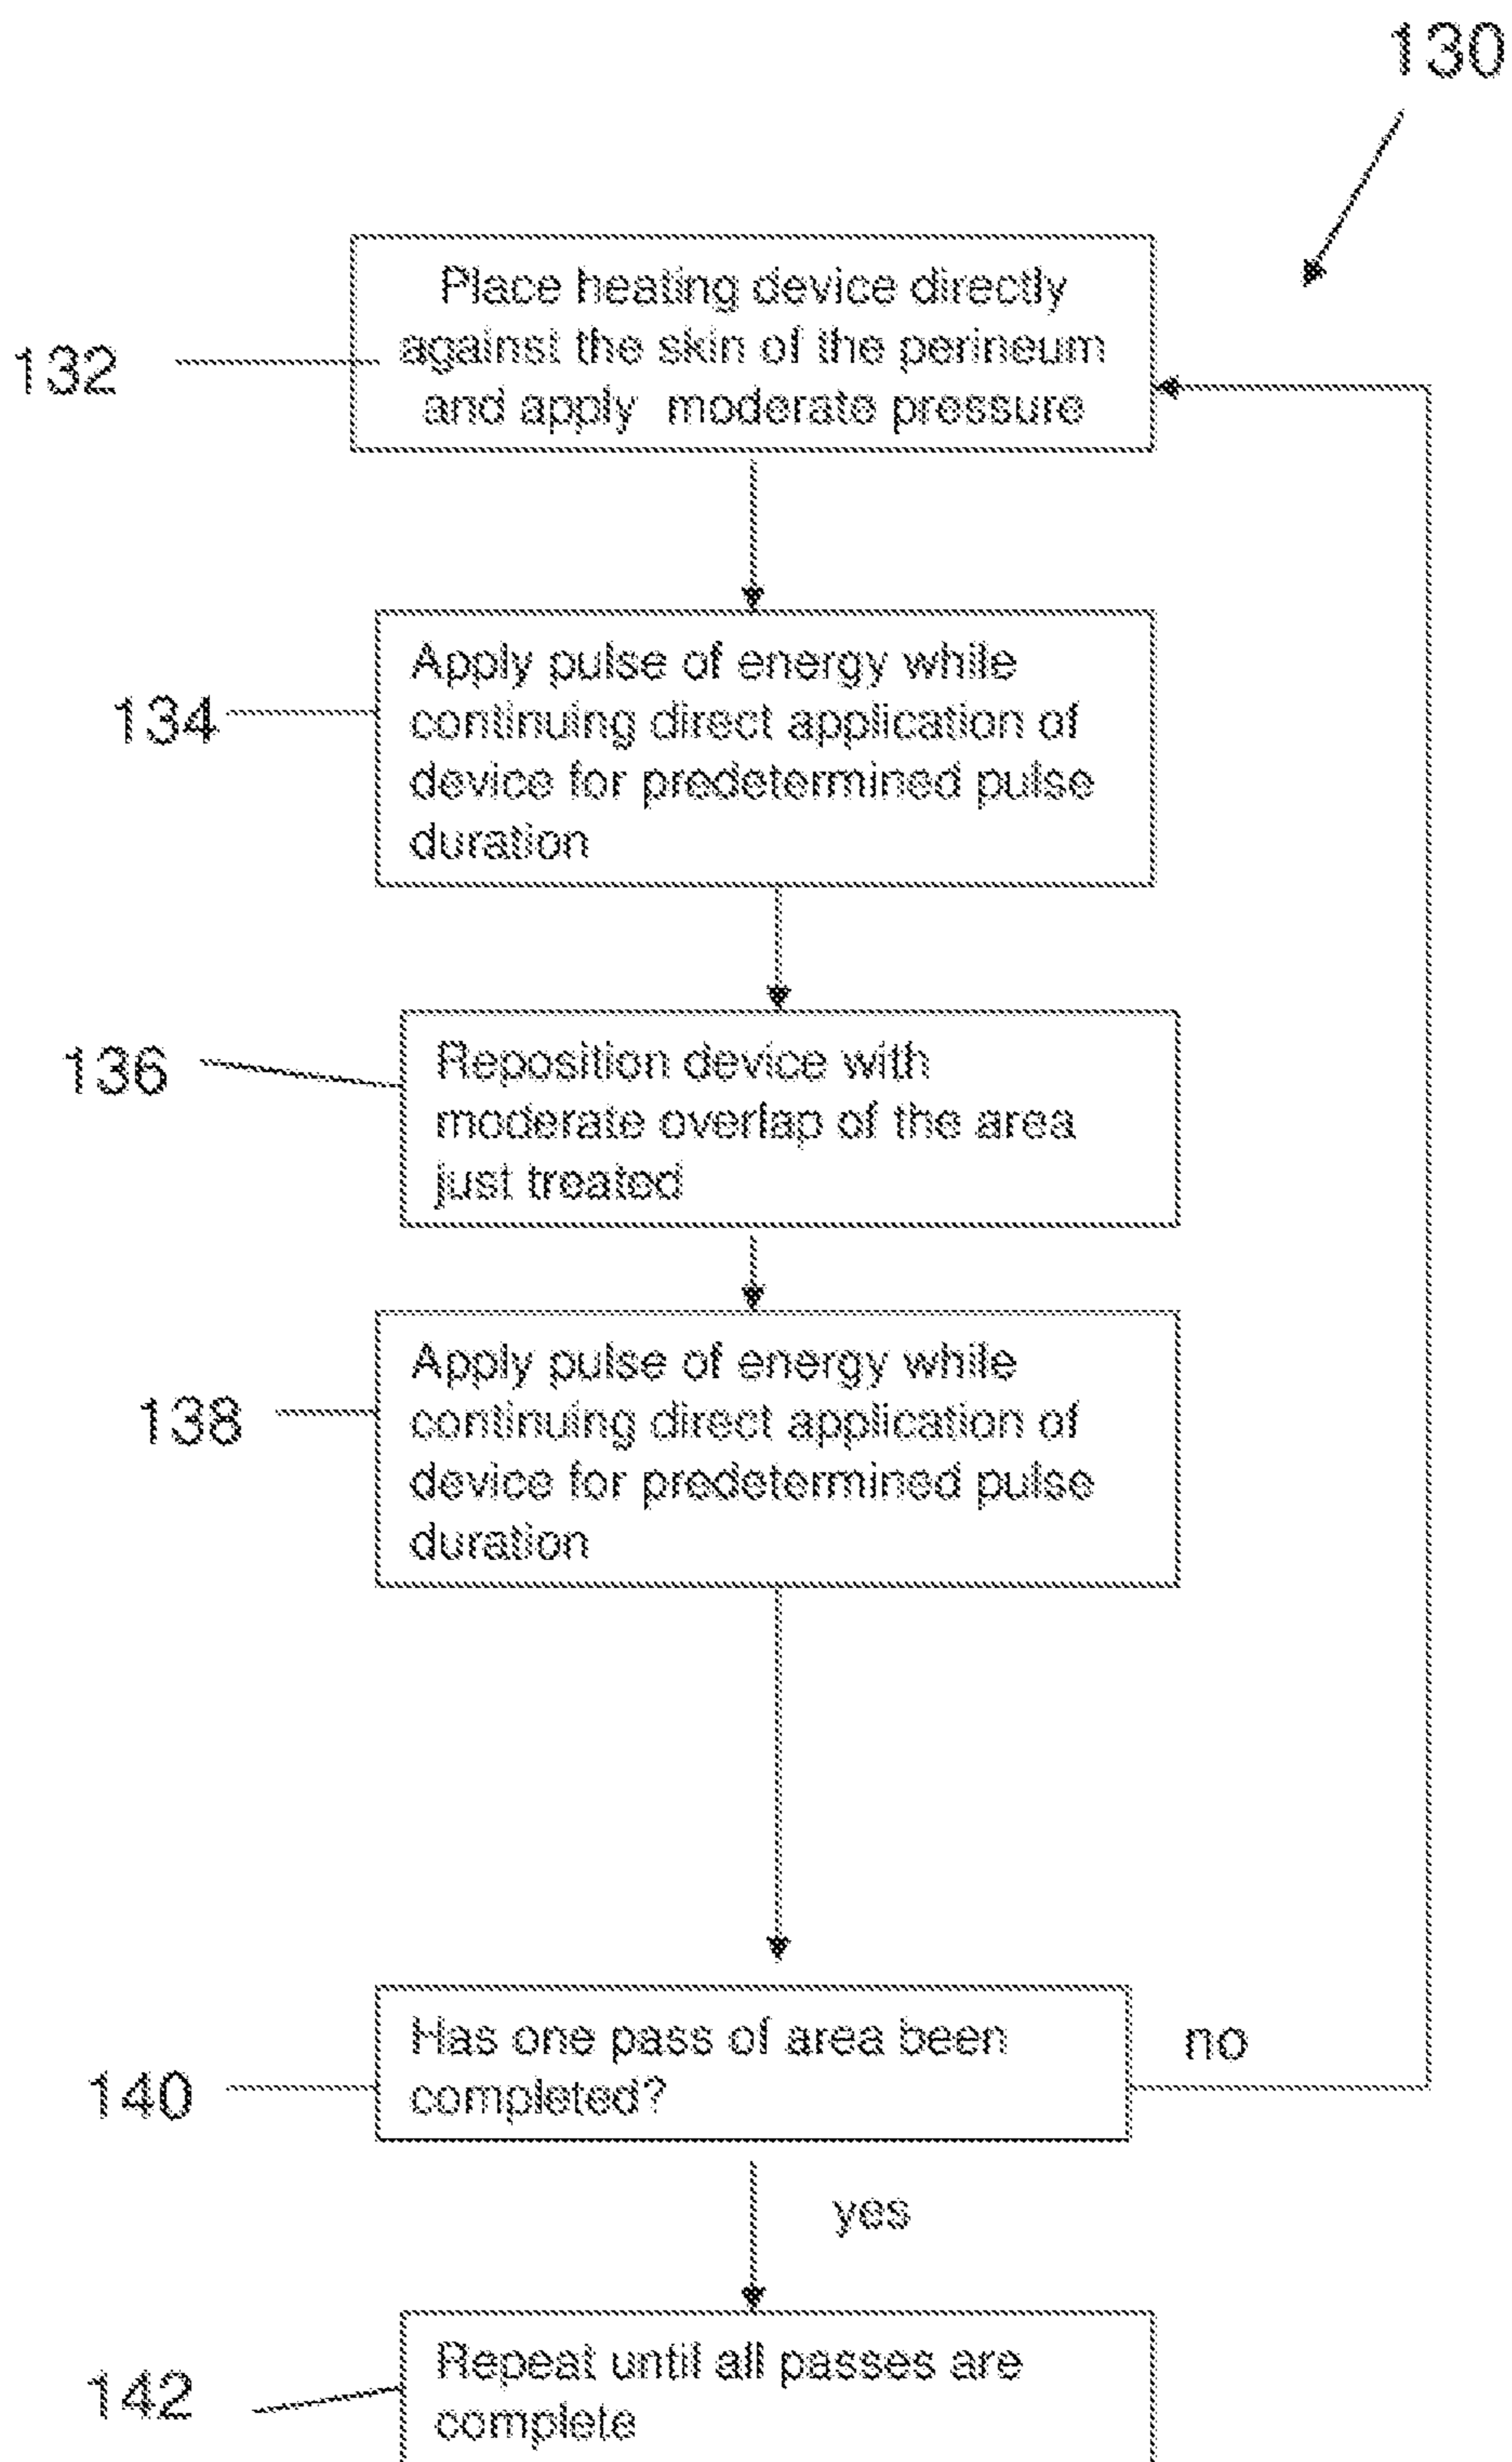 130
132
Place heating device directly
against the skin of the perineum
and apply moderate pressure
134
Apply pulse of energy while
continuing direct application of
device for predetermined pulse
duration
136
Reposition device with
moderate overlap of the area
just treated
138
Apply pulse of energy while
continuing direct application of
device for predetermined pulse
duration
140
Has one pass of area been
completed?
no
yes
142
Repeat until all passes are
complete